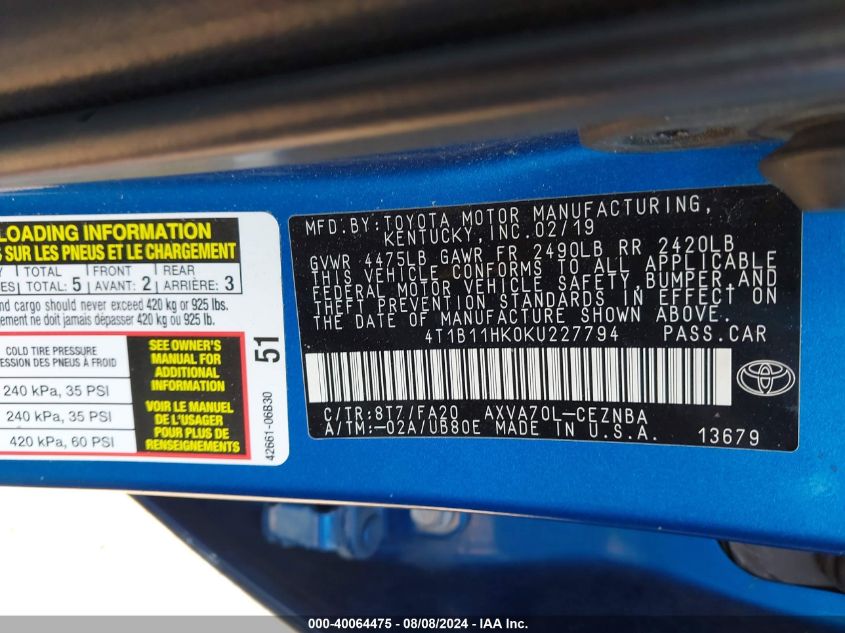 LOADING INFORMATION
SUR LES PNEUS ET LE CHARGEMENT
TOTAL FRONT REAR
TOTAL: 5 AVANT: 2 ARRIÈRE: 3
and cargo should never exceed 420 kg or 925 lbs.
ne doit jamais dépasser 420 kg ou 925 lb.
COLD TIRE PRESSURE
DES PNEUS À FROID
240 kPa, 35 PSI
240 kPa, 35 PSI
420 kPa, 60 PSI
SEE OWNER'S
MANUAL FOR
ADDITIONAL
INFORMATION
VOIR LE MANUEL
DE L'USAGER
POUR PLUS DE
RENSEIGNEMENTS
51
42661-06B30
MFD.BY:TOYOTA MOTOR MANUFACTURING,
KENTUCKY, INC.02/19
GVWR 4475LB GAWR FR 2490LB RR 2420LB
THIS VEHICLE CONFORMS TO ALL APPLICABLE
FEDERAL MOTOR VEHICLE SAFETY,BUMPER,AND
THEFT PREVENTION STANDARDS IN EFFECT ON
THE DATE OF MANUFACTURE SHOWN ABOVE.
4T1B11HK0KU227794 PASS.CAR
C/TR:8T7/FA20 AXVA70L-CEZNBA
A/TM:-02A/UB80E MADE IN U.S.A. 13679
000-40064475 - 08/08/2024 - IAA Inc.